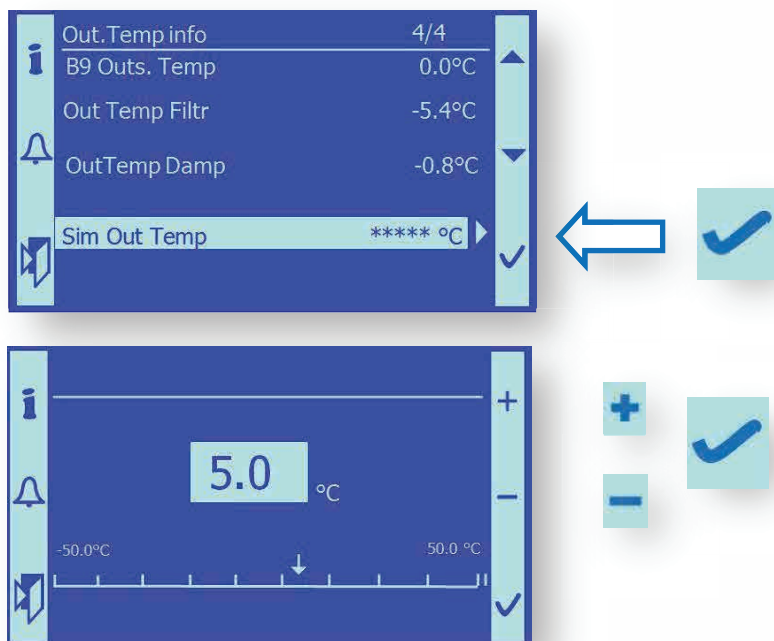 Out.Temp info 4/4
B9 Outs. Temp 0.0°C
Out Temp Filtr -5.4°C
OutTemp Damp -0.8°C
Sim Out Temp ***** °C
+
5.0 °C
-
-50.0°C 50.0 °C